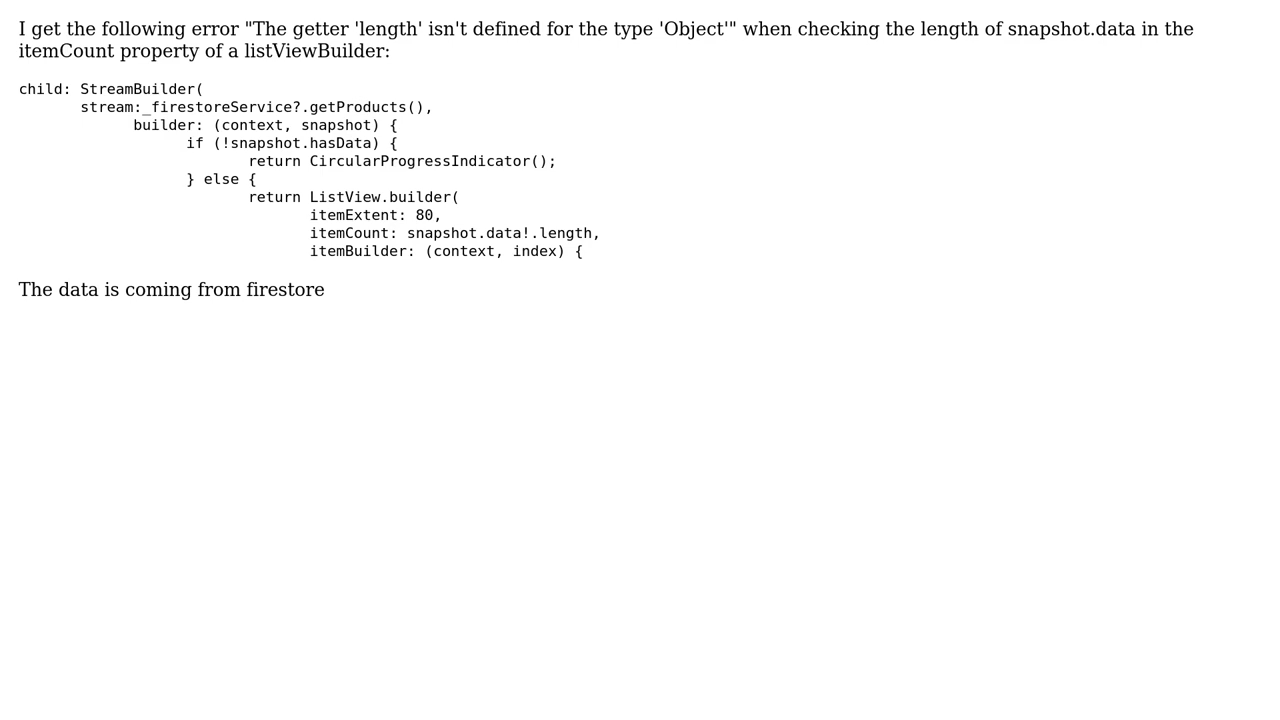 I get the following error "The getter 'length' isn't defined for the type 'Object'" when checking the length of snapshot.data in the
itemCount property of a listViewBuilder:
child: StreamBuilder(
       stream:_firestoreService?.getProducts(),
             builder: (context, snapshot) {
                   if (!snapshot.hasData) {
                          return CircularProgressIndicator();
                   } else {
                          return ListView.builder(
                                 itemExtent: 80,
                                 itemCount: snapshot.data!.length,
                                 itemBuilder: (context, index) {
The data is coming from firestore